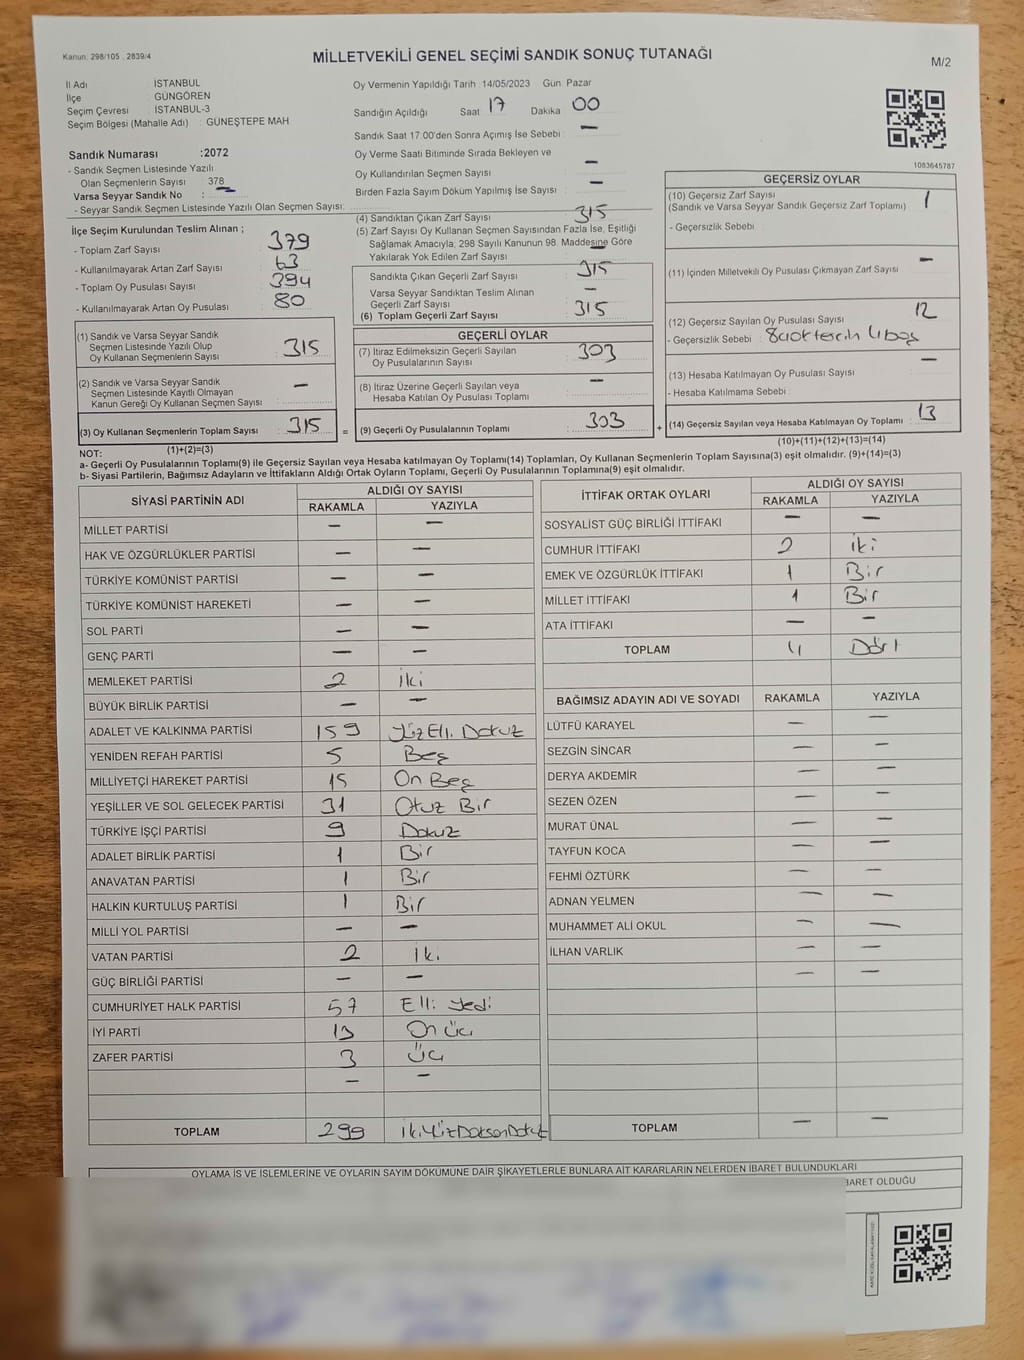 Kanun: 298/105 , 2839/4
MİLLETVEKİLİ GENEL SEÇİMİ SANDIK SONUÇ TUTANAĞI
M/2
İl Adı İSTANBUL
İlçe GÜNGÖREN
Seçim Çevresi İSTANBUL-3
Seçim Bölgesi (Mahalle Adı) : GÜNEŞTEPE MAH
Oy Vermenin Yapıldığı Tarih 14/05/2023 Gün Pazar
Sandığın Açıldığı Saat 17 Dakika 00
Sandık Saat 17:00'den Sonra Açımış İse Sebebi : —
Oy Verme Saati Bitiminde Sırada Bekleyen ve
Oy Kullandırılan Seçmen Sayısı : —
Birden Fazla Sayım Döküm Yapılmış İse Sayısı : —
1083645787
Sandık Numarası :2072
- Sandık Seçmen Listesinde Yazılı
Olan Seçmenlerin Sayısı : 378
Varsa Seyyar Sandık No : —
- Seyyar Sandık Seçmen Listesinde Yazılı Olan Seçmen Sayısı:
İlçe Seçim Kurulundan Teslim Alınan ;
- Toplam Zarf Sayısı : 379
- Kullanılmayarak Artan Zarf Sayısı : 63
- Toplam Oy Pusulası Sayısı : 394
- Kullanılmayarak Artan Oy Pusulası : 80
(1) Sandık ve Varsa Seyyar Sandık
Seçmen Listesinde Yazılı Olup
Oy Kullanan Seçmenlerin Sayısı : 315
(2) Sandık ve Varsa Seyyar Sandık
Seçmen Listesinde Kayıtlı Olmayan
Kanun Gereği Oy Kullanan Seçmen Sayısı : —
(3) Oy Kullanan Seçmenlerin Toplam Sayısı : 315
(1)+(2)=(3)
(4) Sandıktan Çıkan Zarf Sayısı : 315
(5) Zarf Sayısı Oy Kullanan Seçmen Sayısından Fazla İse, Eşitliği
Sağlamak Amacıyla, 298 Sayılı Kanunun 98. Maddesine Göre
Yakılarak Yok Edilen Zarf Sayısı : —
Sandıkta Çıkan Geçerli Zarf Sayısı : 315
Varsa Seyyar Sandıktan Teslim Alınan
Geçerli Zarf Sayısı : —
(6) Toplam Geçerli Zarf Sayısı : 315
GEÇERLİ OYLAR
(7) İtiraz Edilmeksizin Geçerli Sayılan
Oy Pusulalarının Sayısı : 303
(8) İtiraz Üzerine Geçerli Sayılan veya
Hesaba Katılan Oy Pusulası Toplamı : —
= (9) Geçerli Oy Pusulalarının Toplamı : 303
GEÇERSİZ OYLAR
(10) Geçersiz Zarf Sayısı
(Sandık ve Varsa Seyyar Sandık Geçersiz Zarf Toplamı) : 1
- Geçersizlik Sebebi :
(11) İçinden Milletvekili Oy Pusulası Çıkmayan Zarf Sayısı : —
(12) Geçersiz Sayılan Oy Pusulası Sayısı : 12
- Geçersizlik Sebebi :
(13) Hesaba Katılmayan Oy Pusulası Sayısı : —
- Hesaba Katılmama Sebebi :
+ (14) Geçersiz Sayılan veya Hesaba Katılmayan Oy Toplamı : 13
(10)+(11)+(12)+(13)=(14)
NOT:
a- Geçerli Oy Pusulalarının Toplamı(9) ile Geçersiz Sayılan veya Hesaba katılmayan Oy Toplamı(14) Toplamları, Oy Kullanan Seçmenlerin Toplam Sayısına(3) eşit olmalıdır. (9)+(14)=(3)
b- Siyasi Partilerin, Bağımsız Adayların ve İttifakların Aldığı Ortak Oyların Toplamı, Geçerli Oy Pusulalarının Toplamına(9) eşit olmalıdır.
SİYASİ PARTİNİN ADI ALDIĞI OY SAYISI
RAKAMLA YAZIYLA
MİLLET PARTİSİ — —
HAK VE ÖZGÜRLÜKLER PARTİSİ — —
TÜRKİYE KOMÜNİST PARTİSİ — —
TÜRKİYE KOMÜNİST HAREKETİ — —
SOL PARTİ — —
GENÇ PARTİ — —
MEMLEKET PARTİSİ 2 iki
BÜYÜK BİRLİK PARTİSİ — —
ADALET VE KALKINMA PARTİSİ 159 Yüz Elli Dokuz
YENİDEN REFAH PARTİSİ 5 Beş
MİLLİYETÇİ HAREKET PARTİSİ 15 On Beş
YEŞİLLER VE SOL GELECEK PARTİSİ 31 Otuz Bir
TÜRKİYE İŞÇİ PARTİSİ 9 Dokuz
ADALET BİRLİK PARTİSİ 1 Bir
ANAVATAN PARTİSİ 1 Bir
HALKIN KURTULUŞ PARTİSİ 1 Bir
MİLLİ YOL PARTİSİ — —
VATAN PARTİSİ 2 iki
GÜÇ BİRLİĞİ PARTİSİ — —
CUMHURİYET HALK PARTİSİ 57 Elli Yedi
İYİ PARTİ 13 On Üç
ZAFER PARTİSİ 3 Üç
— —
TOPLAM 299 ikiYüzDoksanDokuz
İTTİFAK ORTAK OYLARI ALDIĞI OY SAYISI
RAKAMLA YAZIYLA
SOSYALİST GÜÇ BİRLİĞİ İTTİFAKI — —
CUMHUR İTTİFAKI 2 iki
EMEK VE ÖZGÜRLÜK İTTİFAKI 1 Bir
MİLLET İTTİFAKI 1 Bir
ATA İTTİFAKI — —
TOPLAM 4 Dört
BAĞIMSIZ ADAYIN ADI VE SOYADI RAKAMLA YAZIYLA
LÜTFÜ KARAYEL — —
SEZGİN SİNCAR — —
DERYA AKDEMİR — —
SEZEN ÖZEN — —
MURAT ÜNAL — —
TAYFUN KOCA — —
FEHMİ ÖZTÜRK — —
ADNAN YELMEN — —
MUHAMMET ALİ OKUL — —
İLHAN VARLIK — —
— —
TOPLAM — —
OYLAMA İŞ VE İŞLEMLERİNE VE OYLARIN SAYIM DÖKÜMÜNE DAİR ŞİKAYETLERLE BUNLARA AİT KARARLARIN NELERDEN İBARET BULUNDUKLARI
BARET OLDUĞU